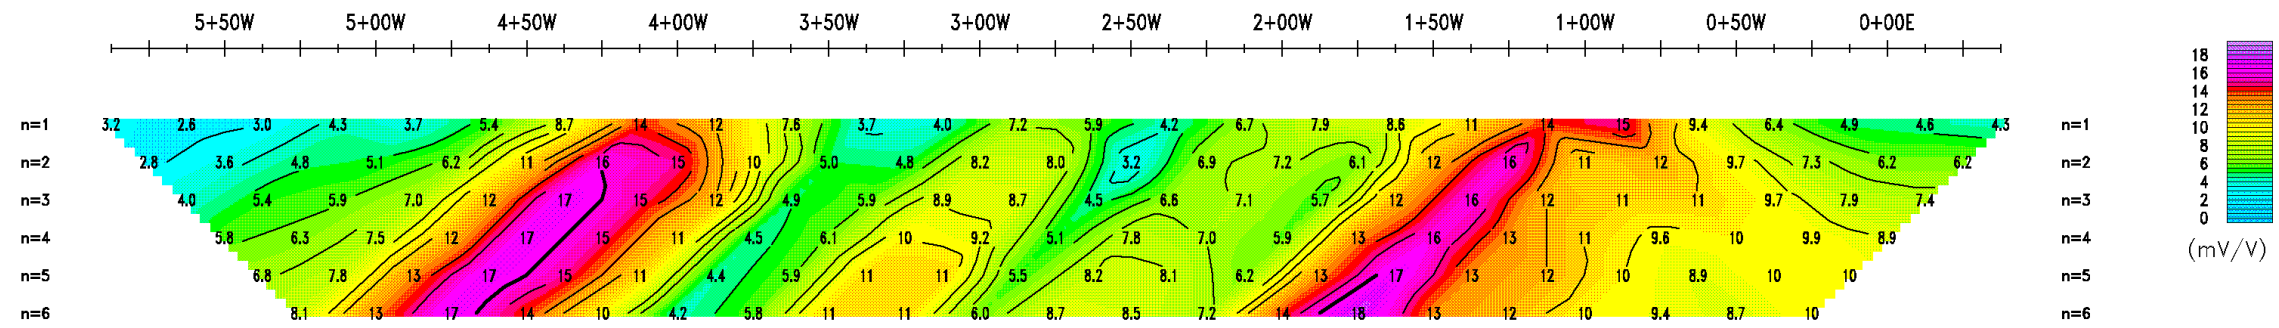 5+50W 5+00W 4+50W 4+00W 3+50W 3+00W 2+50W 2+00W 1+50W 1+00W 0+50W 0+00E
18
16
14
12
10
8
6
4
2
0
(mV/V)
n=1 3.2 2.6 3.0 4.3 3.7 5.4 8.7 14 12 7.6 3.7 4.0 7.2 5.9 4.2 6.7 7.9 8.6 11 14 15 9.4 6.4 4.9 4.6 4.3 n=1
n=2 2.8 3.6 4.8 5.1 6.2 11 16 15 10 5.0 4.8 8.2 8.0 3.2 6.9 7.2 6.1 12 16 11 12 9.7 7.3 6.2 6.2 n=2
n=3 4.0 5.4 5.9 7.0 12 17 15 12 4.9 5.9 8.9 8.7 4.5 6.6 7.1 5.7 12 16 12 11 11 9.7 7.9 7.4 n=3
n=4 5.8 6.3 7.5 12 17 15 11 4.5 6.1 10 9.2 5.1 7.8 7.0 5.9 13 16 13 11 9.6 10 9.9 8.9 n=4
n=5 6.8 7.8 13 17 15 11 4.4 5.9 11 11 5.5 8.2 8.1 6.2 13 17 13 12 10 8.9 10 10 n=5
n=6 8.1 13 17 14 10 4.2 5.8 11 11 6.0 8.7 8.5 7.2 14 18 13 12 10 9.4 8.7 10 n=6